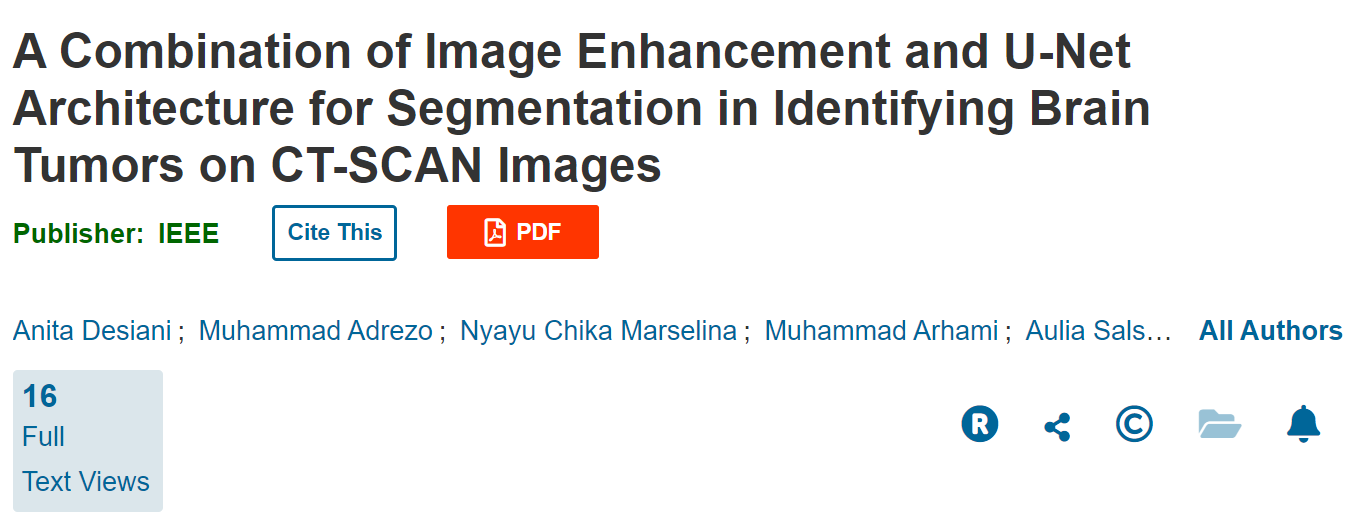 A Combination of Image Enhancement and U-Net
Architecture for Segmentation in Identifying Brain
Tumors on CT-SCAN Images
Publisher: IEEE Cite This PDF
Anita Desiani ; Muhammad Adrezo ; Nyayu Chika Marselina ; Muhammad Arhami ; Aulia Sals… All Authors
16
Full
Text Views
R ©